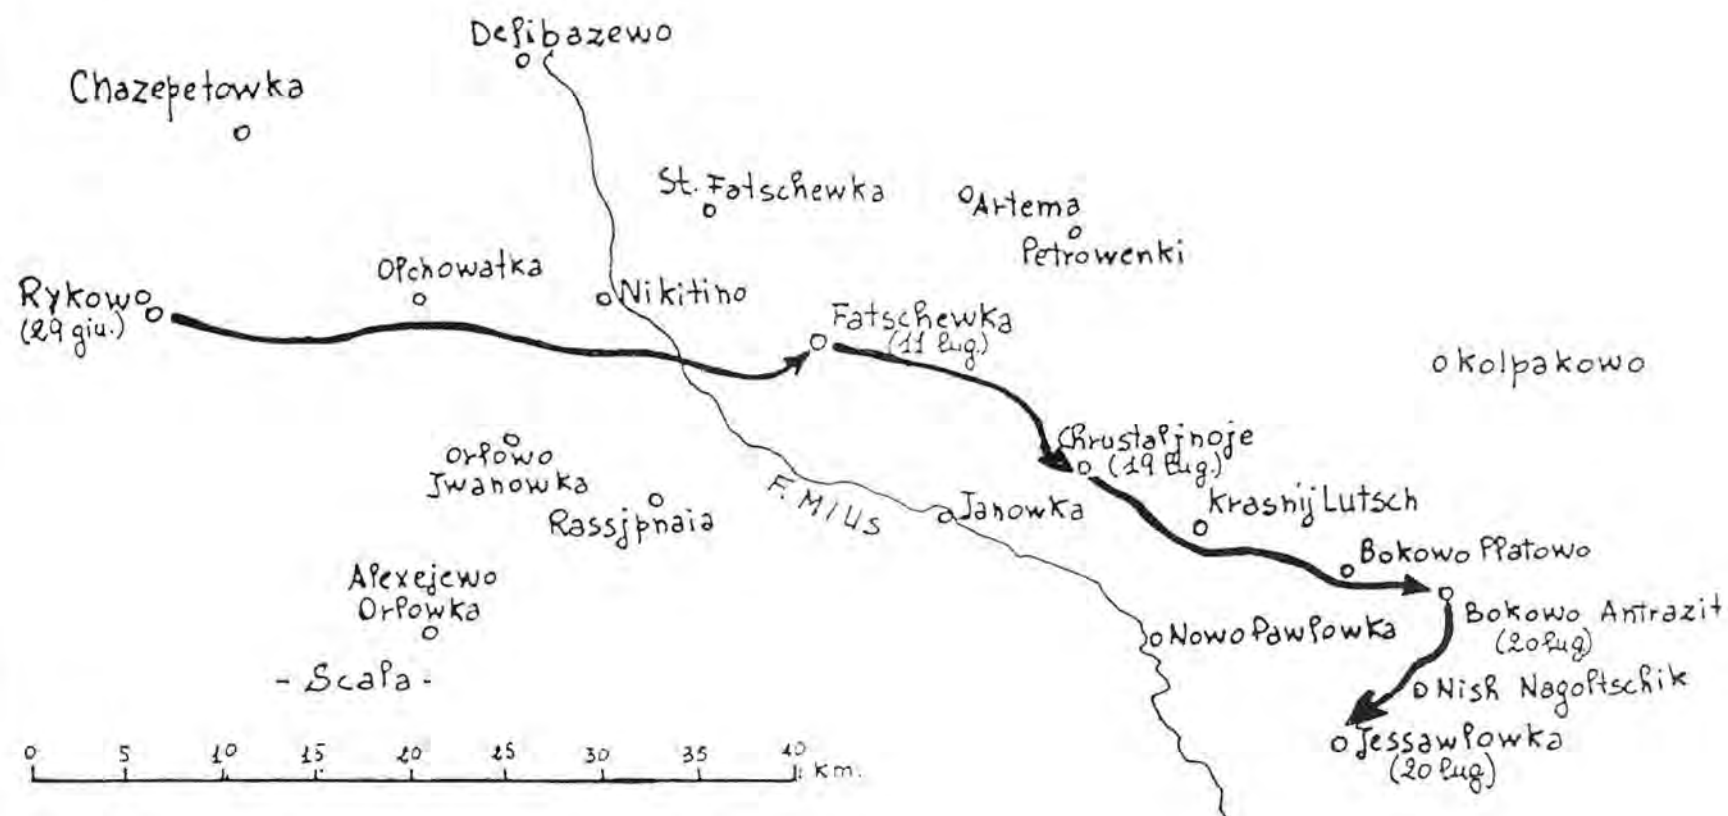 Delibazewo
Chazepetowka
St. Fatschewka
Artema
Petrowenki
Olchowatka
Rykowo
(29 giu.)
Nikitino
Fatschewka
(11 lug.)
Kolpakowo
Orlowo
Jwanowka
Rassjpnaia
F. MIUS
Janowka
Chrustaljnoje
(19 lug.)
Krasnij Lutsch
Bokowo Platowo
Alexejewo
Orlowka
Nowo Pawlowka
Bokowo Antrazit
(20 lug)
Nish Nagoltschik
Jessawlowka
(20 lug)
- Scala -
0 5 10 15 20 25 30 35 40 Km.